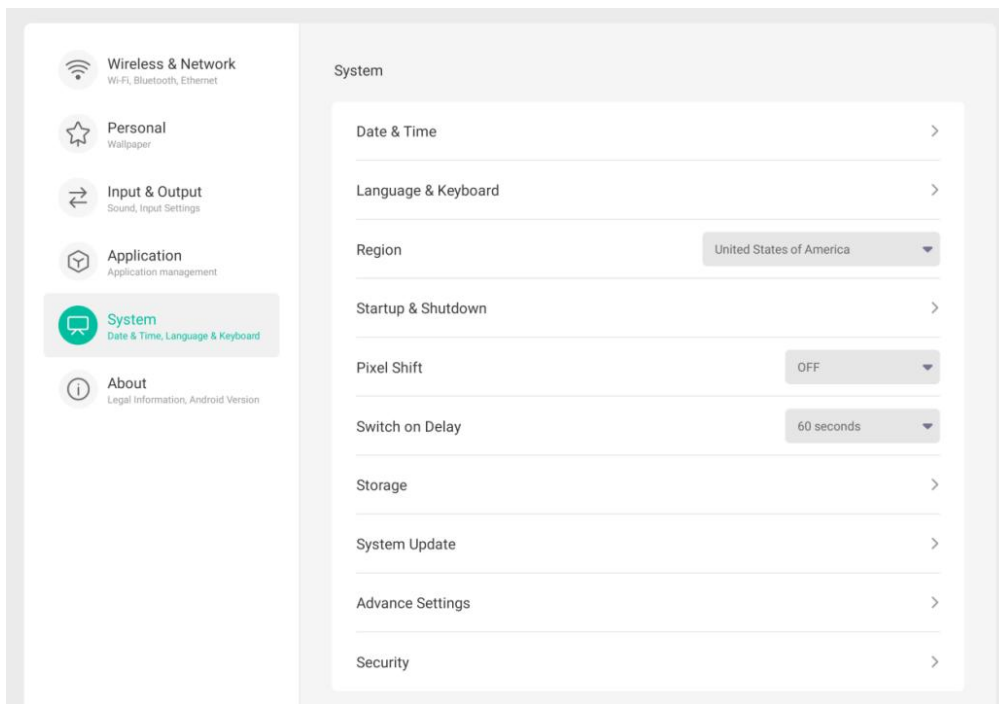 Wireless & Network
Wi-Fi, Bluetooth, Ethernet
Personal
Wallpaper
Input & Output
Sound, Input Settings
Application
Application management
System
Date & Time, Language & Keyboard
About
Legal Information, Android Version
System
Date & Time
Language & Keyboard
Region United States of America
Startup & Shutdown
Pixel Shift OFF
Switch on Delay 60 seconds
Storage
System Update
Advance Settings
Security